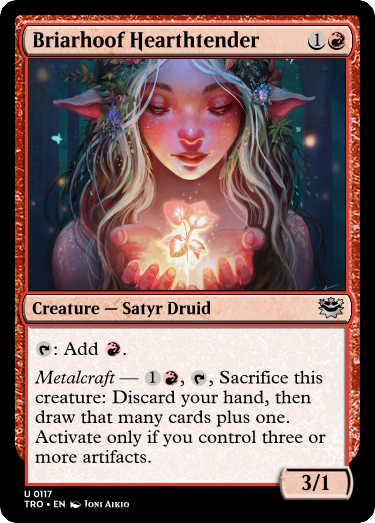 Briarhoof Hearthtender 1
Creature — Satyr Druid
: Add .
Metalcraft — 1 , , Sacrifice this
creature: Discard your hand, then
draw that many cards plus one.
Activate only if you control three or
more artifacts.
3/1
U 0117
TRO • EN Joni Aikio